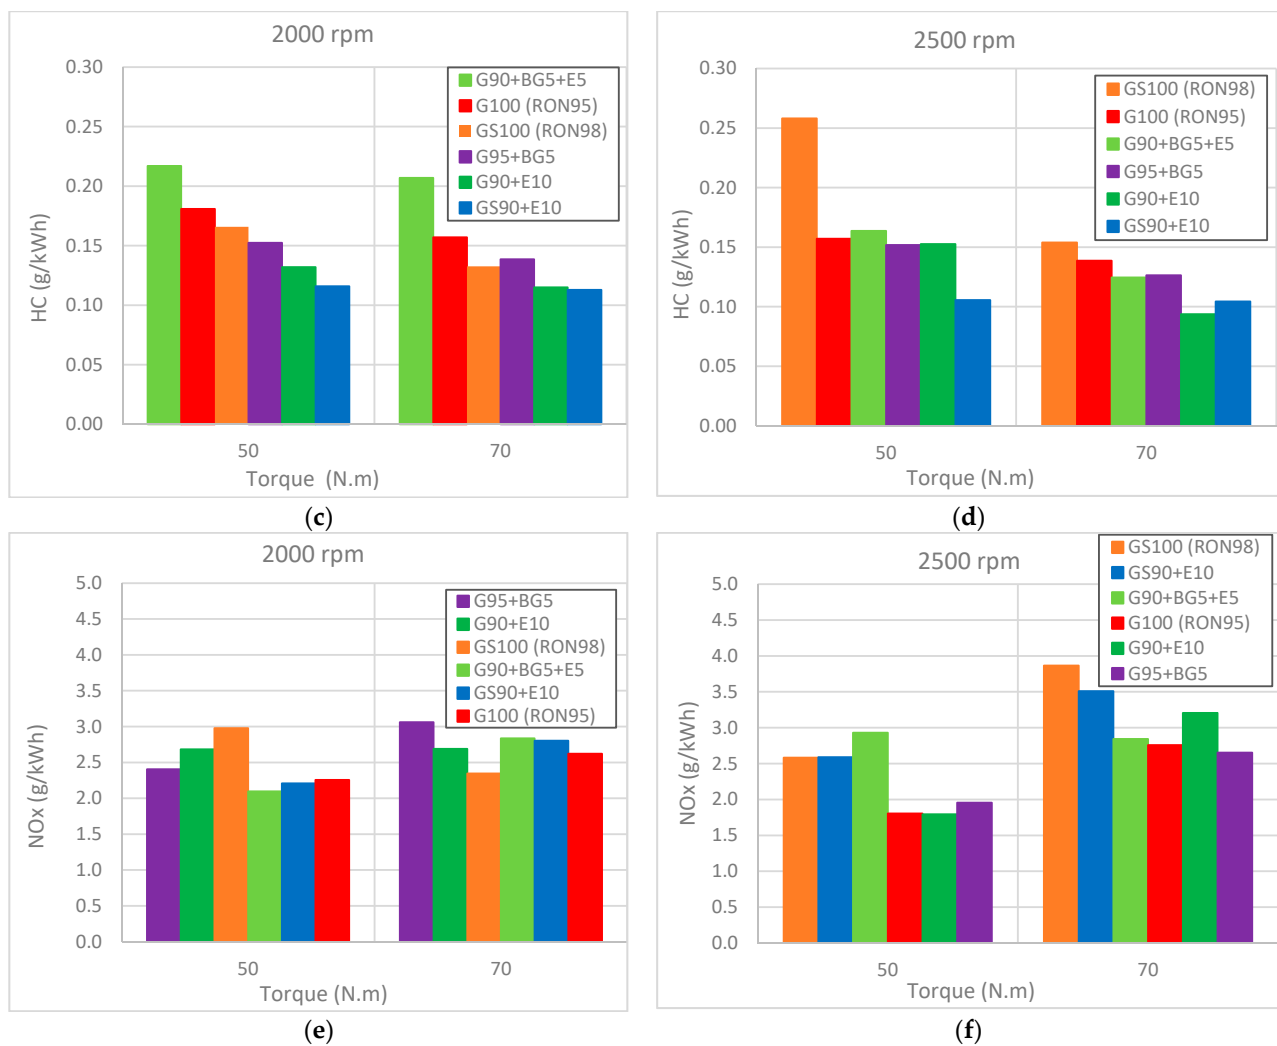 2000 rpm
0.30
0.25
0.20
0.15
0.10
0.05
0.00
HC (g/kWh)
G90+BG5+E5
G100 (RON95)
GS100 (RON98)
G95+BG5
G90+E10
GS90+E10
50
70
Torque (N.m)
(c)
2500 rpm
0.30
0.25
0.20
0.15
0.10
0.05
0.00
HC (g/kWh)
GS100 (RON98)
G100 (RON95)
G90+BG5+E5
G95+BG5
G90+E10
GS90+E10
50
70
Torque (N.m)
(d)
2000 rpm
5.0
4.5
4.0
3.5
3.0
2.5
2.0
1.5
1.0
0.5
0.0
NOx (g/kWh)
G95+BG5
G90+E10
GS100 (RON98)
G90+BG5+E5
GS90+E10
G100 (RON95)
50
70
Torque (N.m)
(e)
2500 rpm
5.0
4.5
4.0
3.5
3.0
2.5
2.0
1.5
1.0
0.5
0.0
NOx (g/kWh)
GS100 (RON98)
GS90+E10
G90+BG5+E5
G100 (RON95)
G90+E10
G95+BG5
50
70
Torque (N.m)
(f)